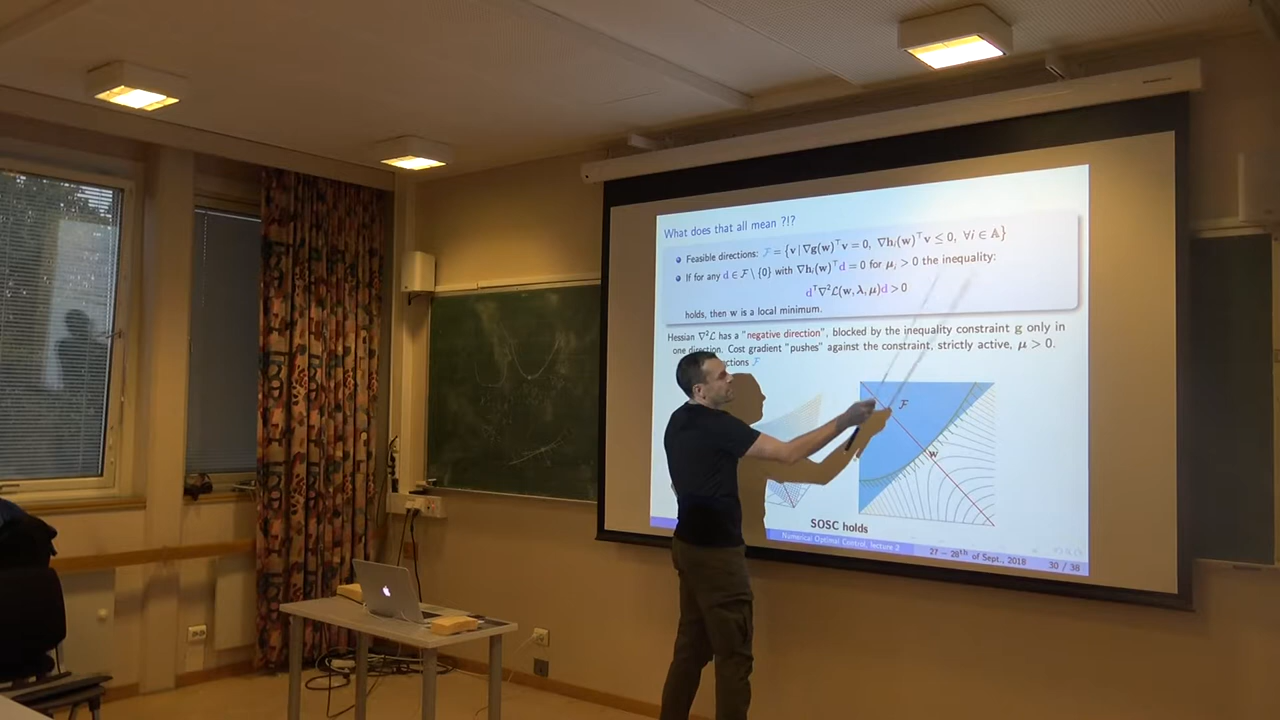 What does that all mean ?!?
Feasible directions: ℱ = {v | ∇g(w)ᵀv = 0, ∇hᵢ(w)ᵀv ≤ 0, ∀i ∈ 𝔸}
If for any d ∈ ℱ \ {0} with ∇hᵢ(w)ᵀd = 0 for μᵢ > 0 the inequality:
dᵀ∇²ℒ(w, λ, μ)d > 0
holds, then w is a local minimum.
Hessian ∇²ℒ has a "negative direction", blocked by the inequality constraint g only in
one direction. Cost gradient "pushes" against the constraint, strictly active, μ > 0.
ctions ℱ
ℱ
w
SOSC holds
Numerical Optimal Control, lecture 2
27 – 28ᵗʰ of Sept., 2018
30 / 38